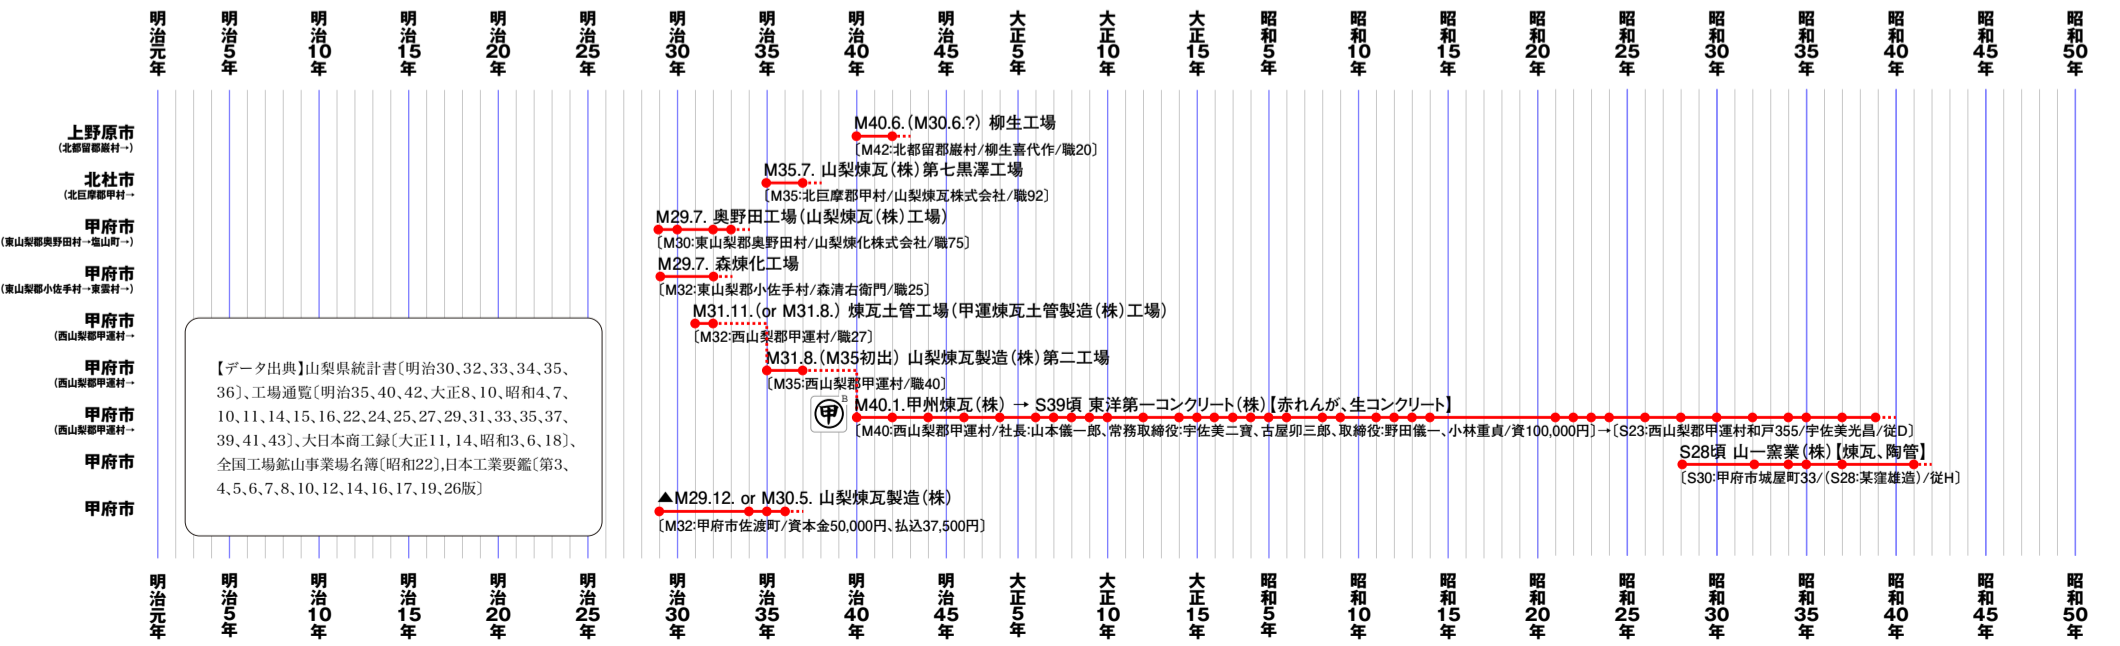 明治元年 明治5年 明治10年 明治15年 明治20年 明治25年 明治30年 明治35年 明治40年 明治45年 大正5年 大正10年 大正15年 昭和5年 昭和10年 昭和15年 昭和20年 昭和25年 昭和30年 昭和35年 昭和40年 昭和45年 昭和50年
上野原市
(北都留郡巌村→)
M40.6.(M30.6.?) 柳生工場
〔M42:北都留郡巌村/柳生喜代作/職20〕
北杜市
(北巨摩郡甲村→
M35.7. 山梨煉瓦(株)第七黒澤工場
〔M35:北巨摩郡甲村/山梨煉瓦株式会社/職92〕
甲府市
(東山梨郡奥野田村→塩山町→)
M29.7. 奥野田工場(山梨煉瓦(株)工場)
〔M30:東山梨郡奥野田村/山梨煉化株式会社/職75〕
甲府市
(東山梨郡小佐手村→東雲村→)
M29.7. 森煉化工場
〔M32:東山梨郡小佐手村/森清右衛門/職25〕
甲府市
(西山梨郡甲運村→
M31.11.(or M31.8.) 煉瓦土管工場(甲運煉瓦土管製造(株)工場)
〔M32:西山梨郡甲運村/職27〕
甲府市
(西山梨郡甲運村→
M31.8.(M35初出) 山梨煉瓦製造(株)第二工場
〔M35:西山梨郡甲運村/職40〕
甲府市
(西山梨郡甲運村→
甲 B
M40.1.甲州煉瓦(株) → S39頃 東洋第一コンクリート(株)【赤れんが、生コンクリート】
〔M40:西山梨郡甲運村/社長:山本儀一郎、常務取締役:宇佐美二寶、古屋卯三郎、取締役:野田儀一、小林重貞/資100,000円〕→〔S23:西山梨郡甲運村和戸355/宇佐美光昌/従D〕
甲府市
S28頃 山一窯業(株)【煉瓦、陶管】
〔S30:甲府市城屋町33/(S28:某窪雄造)/従H〕
甲府市
▲M29.12. or M30.5. 山梨煉瓦製造(株)
〔M32:甲府市佐渡町/資本金50,000円、払込37,500円〕
【データ出典】山梨県統計書〔明治30、32、33、34、35、
36〕、工場通覧〔明治35、40、42、大正8、10、昭和4、7、
10、11、14、15、16、22、24、25、27、29、31、33、35、37、
39、41、43〕、大日本商工録〔大正11，14、昭和3、6、18〕、
全国工場鉱山事業場名簿〔昭和22〕,日本工業要鑑〔第3、
4、5、6、7、8、10、12、14、16、17、19、26版〕
明治元年 明治5年 明治10年 明治15年 明治20年 明治25年 明治30年 明治35年 明治40年 明治45年 大正5年 大正10年 大正15年 昭和5年 昭和10年 昭和15年 昭和20年 昭和25年 昭和30年 昭和35年 昭和40年 昭和45年 昭和50年